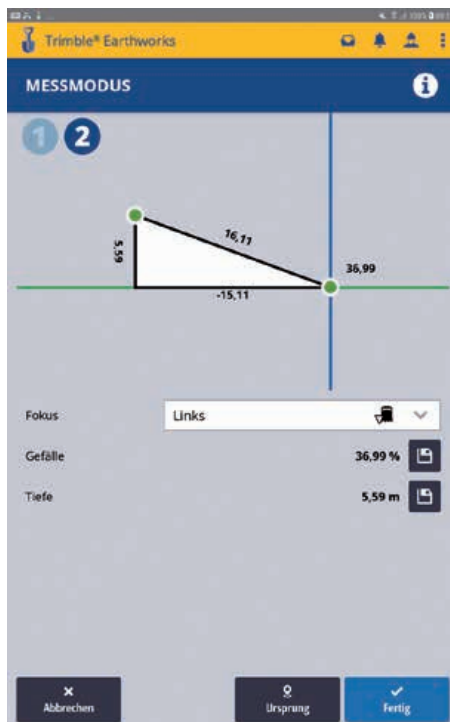 Trimble® Earthworks
MESSMODUS
i
1 2
5,59
16,11
36,99
-15,11
Fokus Links
Gefälle 36,99 %
Tiefe 5,59 m
Abbrechen Ursprung Fertig